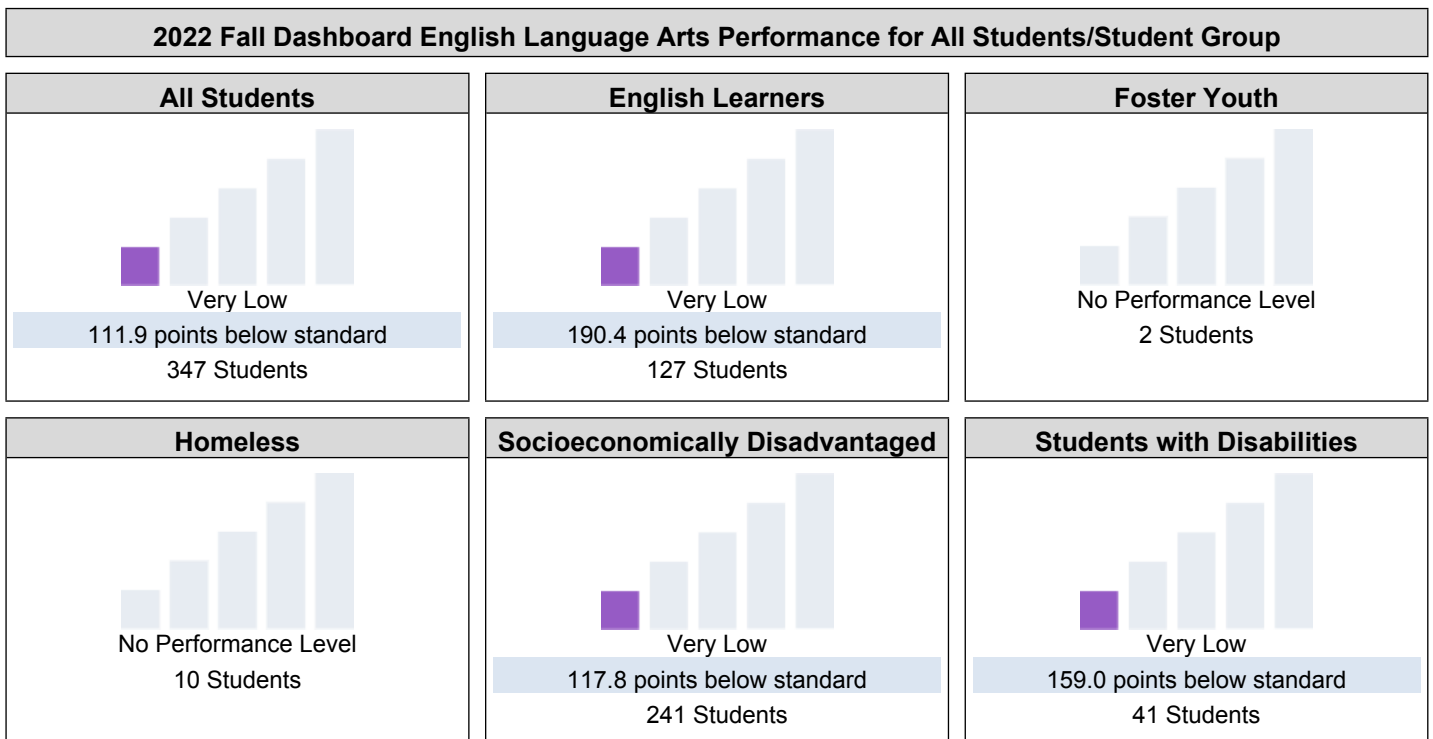 2022 Fall Dashboard English Language Arts Performance for All Students/Student Group
All Students
Very Low
111.9 points below standard
347 Students
English Learners
Very Low
190.4 points below standard
127 Students
Foster Youth
No Performance Level
2 Students
Homeless
No Performance Level
10 Students
Socioeconomically Disadvantaged
Very Low
117.8 points below standard
241 Students
Students with Disabilities
Very Low
159.0 points below standard
41 Students